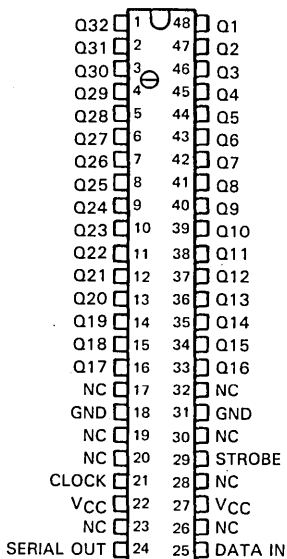 Q32 1 48 Q1
Q31 2 47 Q2
Q30 3 46 Q3
Q29 4 45 Q4
Q28 5 44 Q5
Q27 6 43 Q6
Q26 7 42 Q7
Q25 8 41 Q8
Q24 9 40 Q9
Q23 10 39 Q10
Q22 11 38 Q11
Q21 12 37 Q12
Q20 13 36 Q13
Q19 14 35 Q14
Q18 15 34 Q15
Q17 16 33 Q16
NC 17 32 NC
GND 18 31 GND
NC 19 30 NC
NC 20 29 STROBE
CLOCK 21 28 NC
VCC 22 27 VCC
NC 23 26 NC
SERIAL OUT 24 25 DATA IN